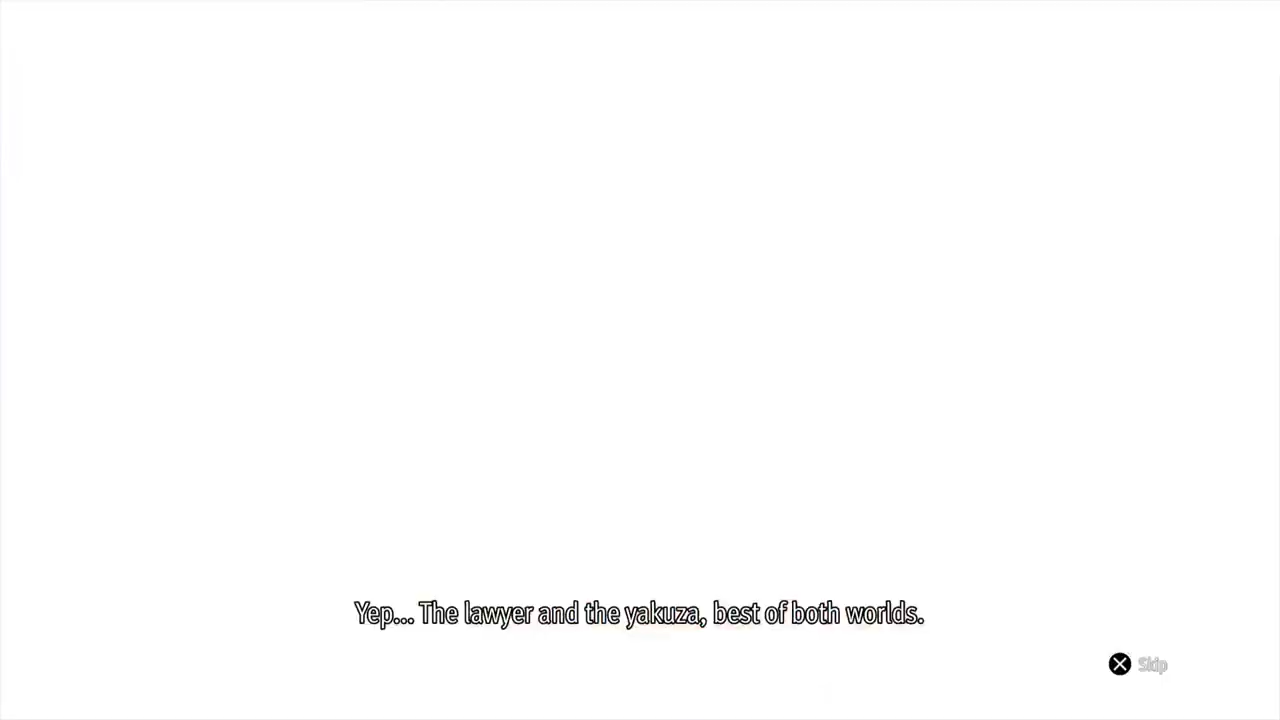 Yep... The lawyer and the yakuza, best of both worlds.
Skip